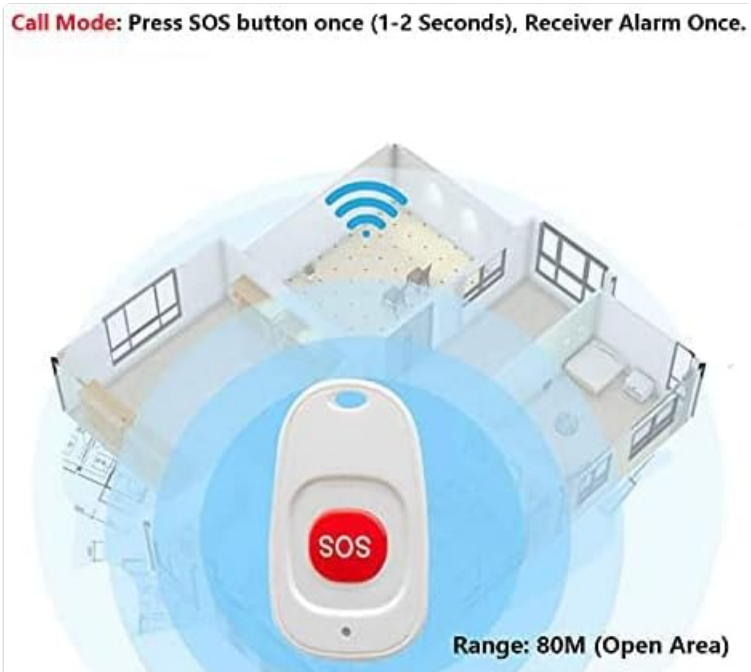 Call Mode: Press SOS button once (1-2 Seconds), Receiver Alarm Once.
SOS
Range: 80M (Open Area)